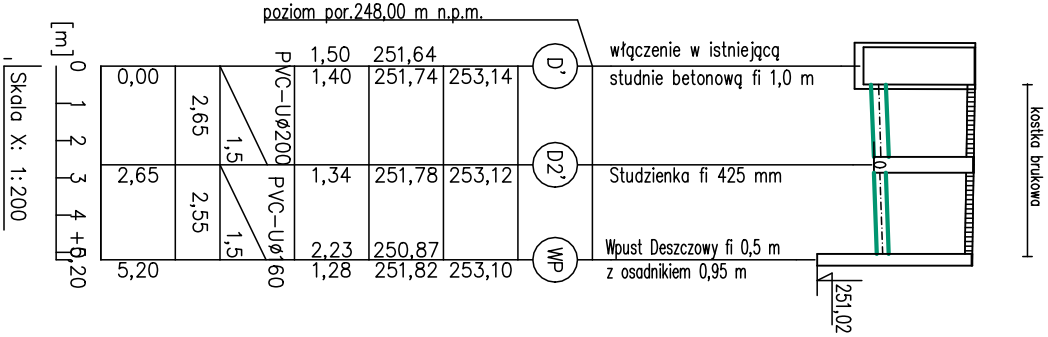 poziom por.248,00 m n.p.m.
[m]
0
1
2
3
4
+5,20
Skala X: 1:200
0,00
2,65
5,20
2,65
2,55
1,5
1,5
PVC-Uø200
PVC-Uø160
1,50 251,64
1,40 251,74 253,14
1,34 251,78 253,12
2,23 250,87
1,28 251,82 253,10
D'
D2'
WP
włączenie w istniejącą
studnie betonową fi 1,0 m
Studzienka fi 425 mm
Wpust Deszczowy fi 0,5 m
z osadnikiem 0,95 m
kostka brukowa
251,02